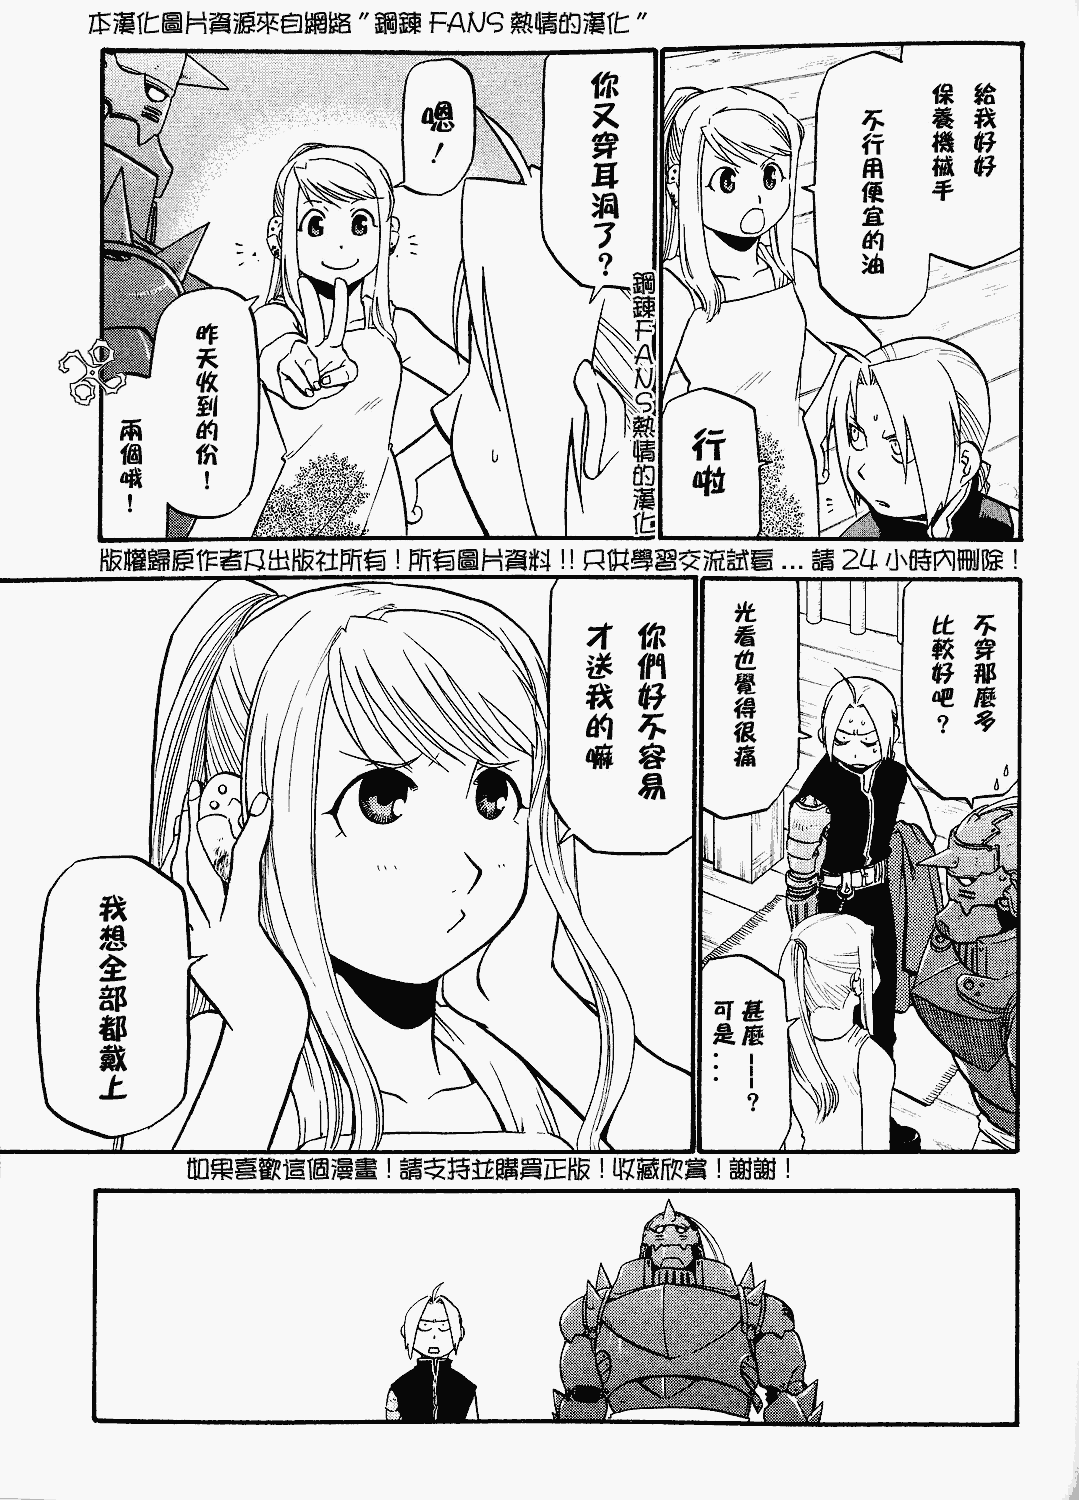 本漢化圖片資源來自網路"鋼鍊 FANS 熱情的漢化"
給我好好
保養機械手
不行用便宜的油
行啦
你又穿耳洞了?
嗯!
昨天收到的份!
兩個哦!
鋼鍊FANS熱情的漢化
版權歸原作者及出版社所有!所有圖片資料!!只供學習交流試看...請24小時內刪除!
不穿那麼多
比較好吧?
光看也覺得很痛
甚麼——?
可是...
你們好不容易
才送我的嘛
我想全部都戴上
如果喜歡這個漫畫!請支持並購買正版!收藏欣賞!謝謝!